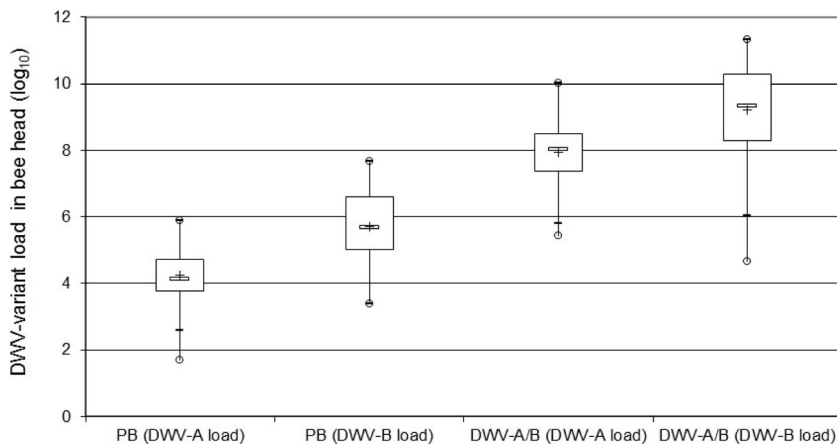 DWV-variant load in bee head (log₁₀)
12
10
8
6
4
2
0
PB (DWV-A load)
PB (DWV-B load)
DWV-A/B (DWV-A load)
DWV-A/B (DWV-B load)